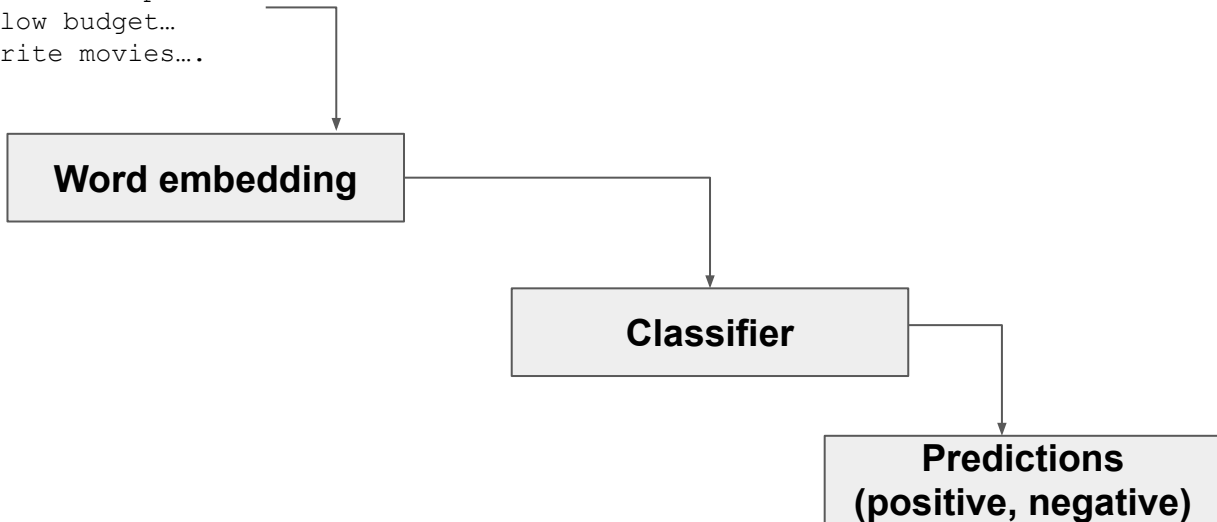 low budget…
rite movies….
Word embedding
Classifier
Predictions
(positive, negative)